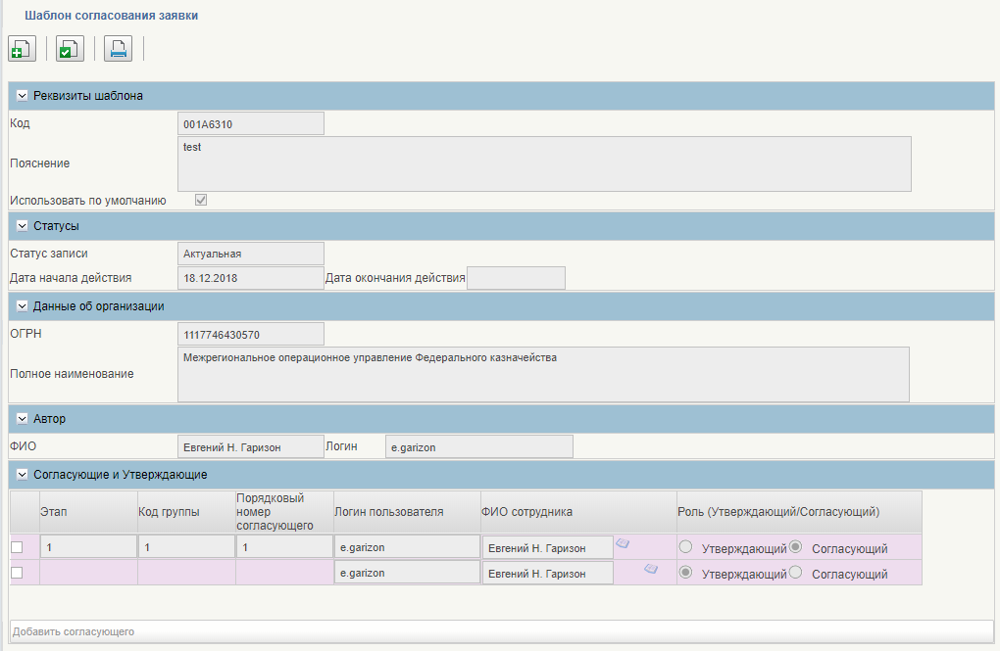 Шаблон согласования заявки
Реквизиты шаблона
Код 001A6310
Пояснение test
Использовать по умолчанию
Статусы
Статус записи Актуальная
Дата начала действия 18.12.2018 Дата окончания действия
Данные об организации
ОГРН 1117746430570
Полное наименование Межрегиональное операционное управление Федерального казначейства
Автор
ФИО Евгений Н. Гаризон Логин e.garizon
Согласующие и Утверждающие
Этап Код группы Порядковый номер согласующего Логин пользователя ФИО сотрудника Роль (Утверждающий/Согласующий)
1 1 1 e.garizon Евгений Н. Гаризон Утверждающий Согласующий
e.garizon Евгений Н. Гаризон Утверждающий Согласующий
Добавить согласующего